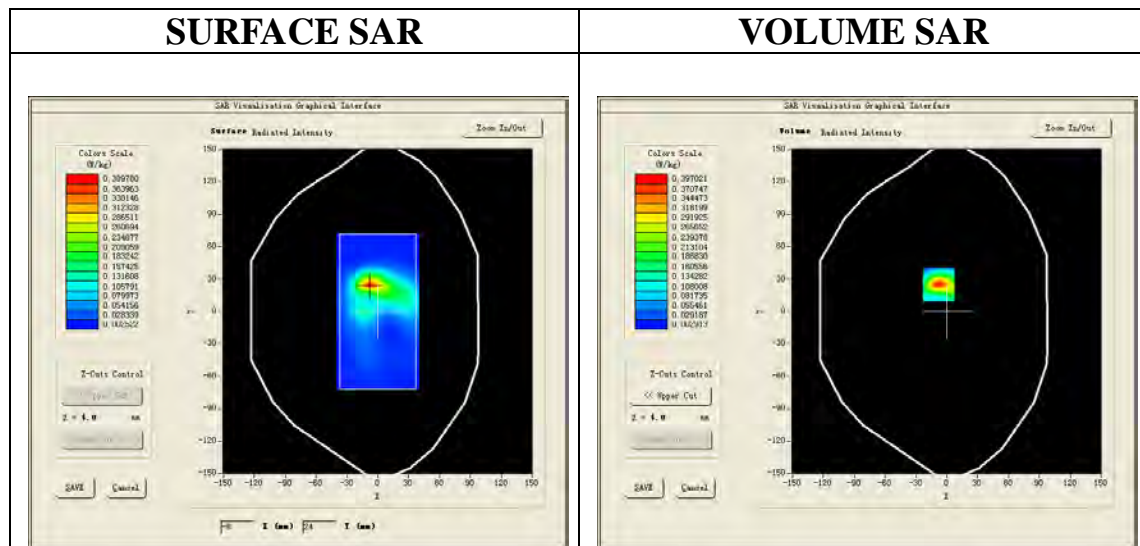 SURFACE SAR
VOLUME SAR
SAR Visualisation Graphical Interface
Surface Radiated Intensity
Zoom In/Out
Colors Scale
(W/kg)
0.389780
0.363963
0.338146
0.312328
0.286511
0.260694
0.234877
0.209059
0.183242
0.157425
0.131608
0.105791
0.079973
0.054156
0.028339
0.002522
150
120
90
60
30
0
-30
-60
-90
-120
-150
-150 -120 -90 -60 -30 0 30 60 90 120 150
X
Z-Cuts Control
Z = 4.0 mm
SAVE
Cancel
X (mm) 24 Y (mm)
SAR Visualisation Graphical Interface
Volume Radiated Intensity
Zoom In/Out
Colors Scale
(W/kg)
0.397021
0.370747
0.344473
0.318199
0.291925
0.265652
0.239378
0.213104
0.186830
0.160556
0.134282
0.108008
0.081735
0.055461
0.029187
0.002913
150
120
90
60
30
0
-30
-60
-90
-120
-150
-150 -120 -90 -60 -30 0 30 60 90 120 150
X
Z-Cuts Control
<< Upper Cut
Z = 4.0 mm
SAVE
Cancel